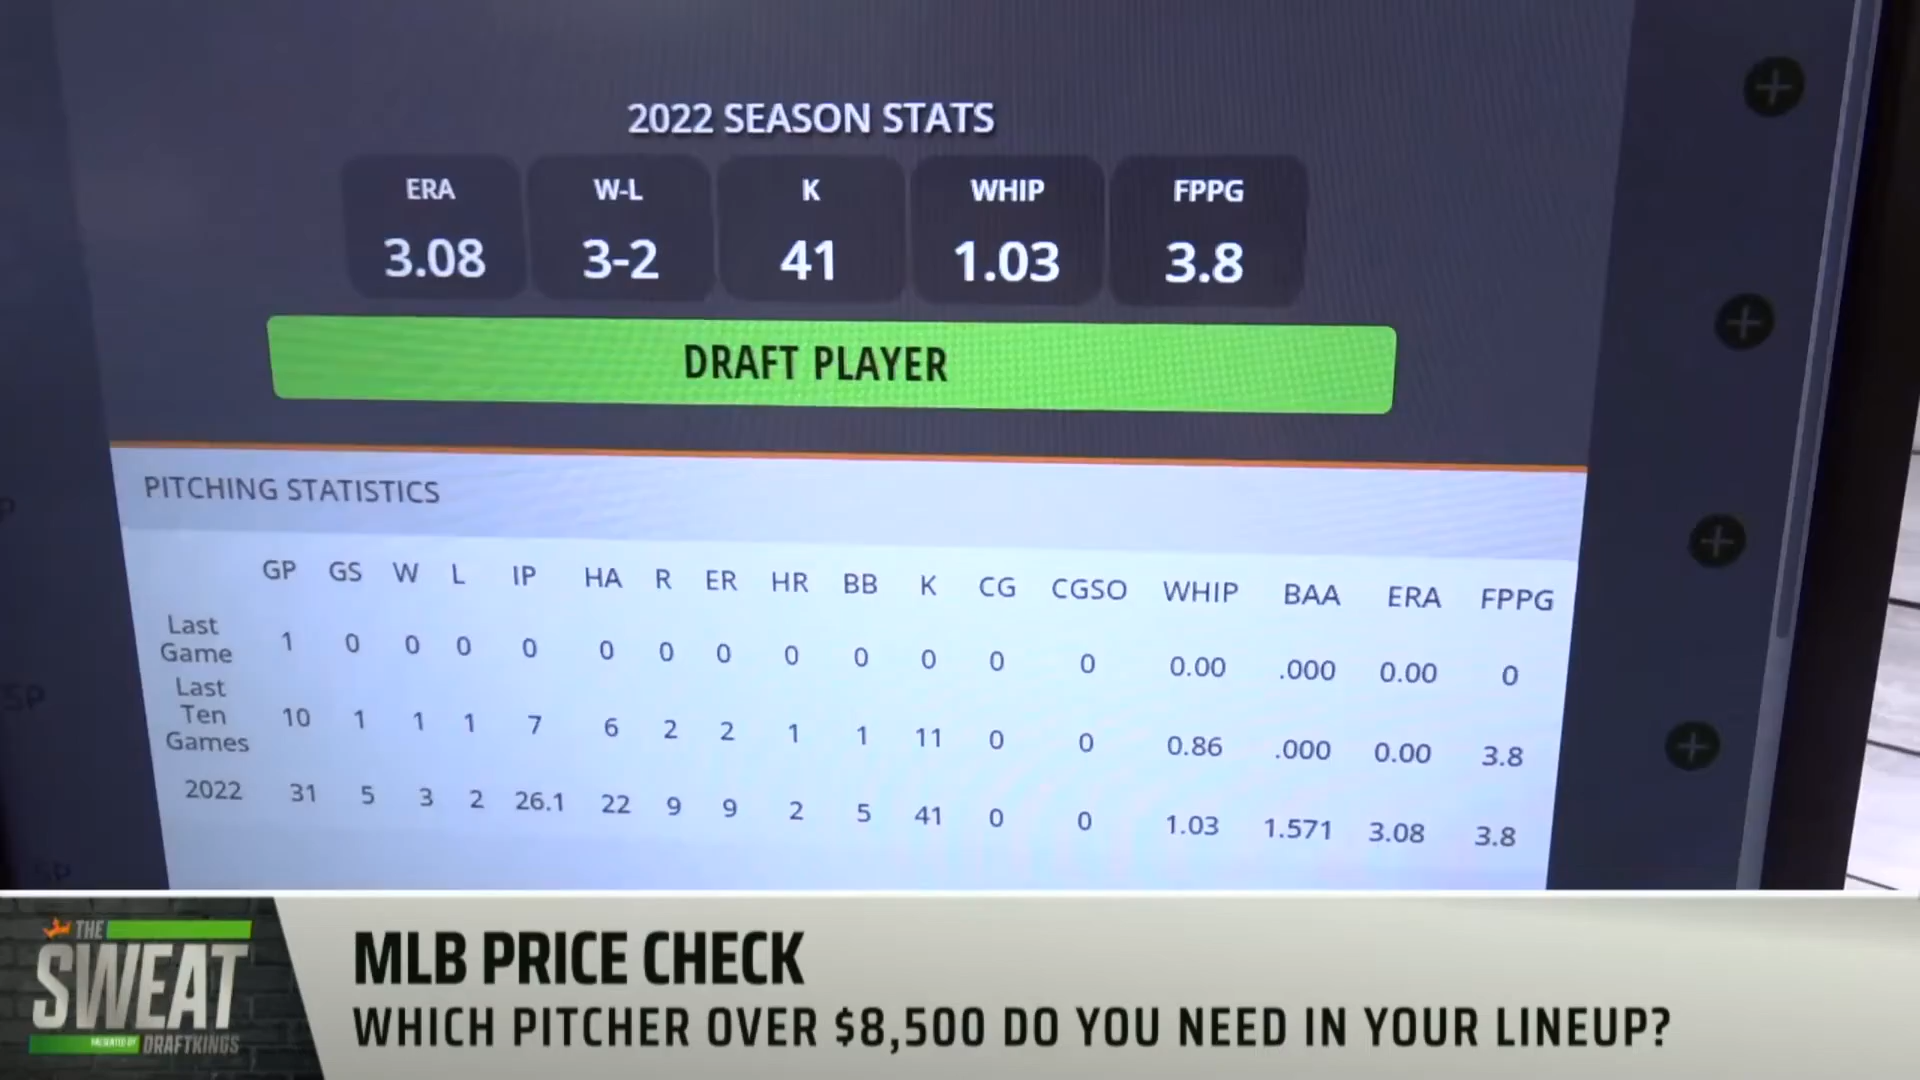 2022 SEASON STATS
ERA W-L K WHIP FPPG
3.08 3-2 41 1.03 3.8
DRAFT PLAYER
PITCHING STATISTICS
GP GS W L IP HA R ER HR BB K CG CGSO WHIP BAA ERA FPPG
Last
Game 1 0 0 0 0 0 0 0 0 0 0 0 0 0.00 .000 0.00 0
Last
Ten
Games 10 1 1 1 7 6 2 2 1 1 11 0 0 0.86 .000 0.00 3.8
2022 31 5 3 2 26.1 22 9 9 2 5 41 0 0 1.03 1.571 3.08 3.8
SP
SP
THE
SWEAT
PRESENTED BY DRAFTKINGS
MLB PRICE CHECK
WHICH PITCHER OVER $8,500 DO YOU NEED IN YOUR LINEUP?